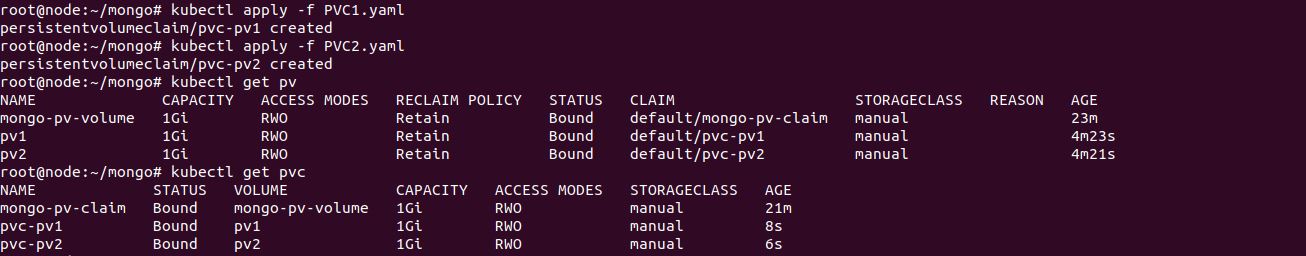 root@node:~/mongo# kubectl apply -f PVC1.yaml
persistentvolumeclaim/pvc-pv1 created
root@node:~/mongo# kubectl apply -f PVC2.yaml
persistentvolumeclaim/pvc-pv2 created
root@node:~/mongo# kubectl get pv
NAME CAPACITY ACCESS MODES RECLAIM POLICY STATUS CLAIM STORAGECLASS REASON AGE
mongo-pv-volume 1Gi RWO Retain Bound default/mongo-pv-claim manual 23m
pv1 1Gi RWO Retain Bound default/pvc-pv1 manual 4m23s
pv2 1Gi RWO Retain Bound default/pvc-pv2 manual 4m21s
root@node:~/mongo# kubectl get pvc
NAME STATUS VOLUME CAPACITY ACCESS MODES STORAGECLASS AGE
mongo-pv-claim Bound mongo-pv-volume 1Gi RWO manual 21m
pvc-pv1 Bound pv1 1Gi RWO manual 8s
pvc-pv2 Bound pv2 1Gi RWO manual 6s